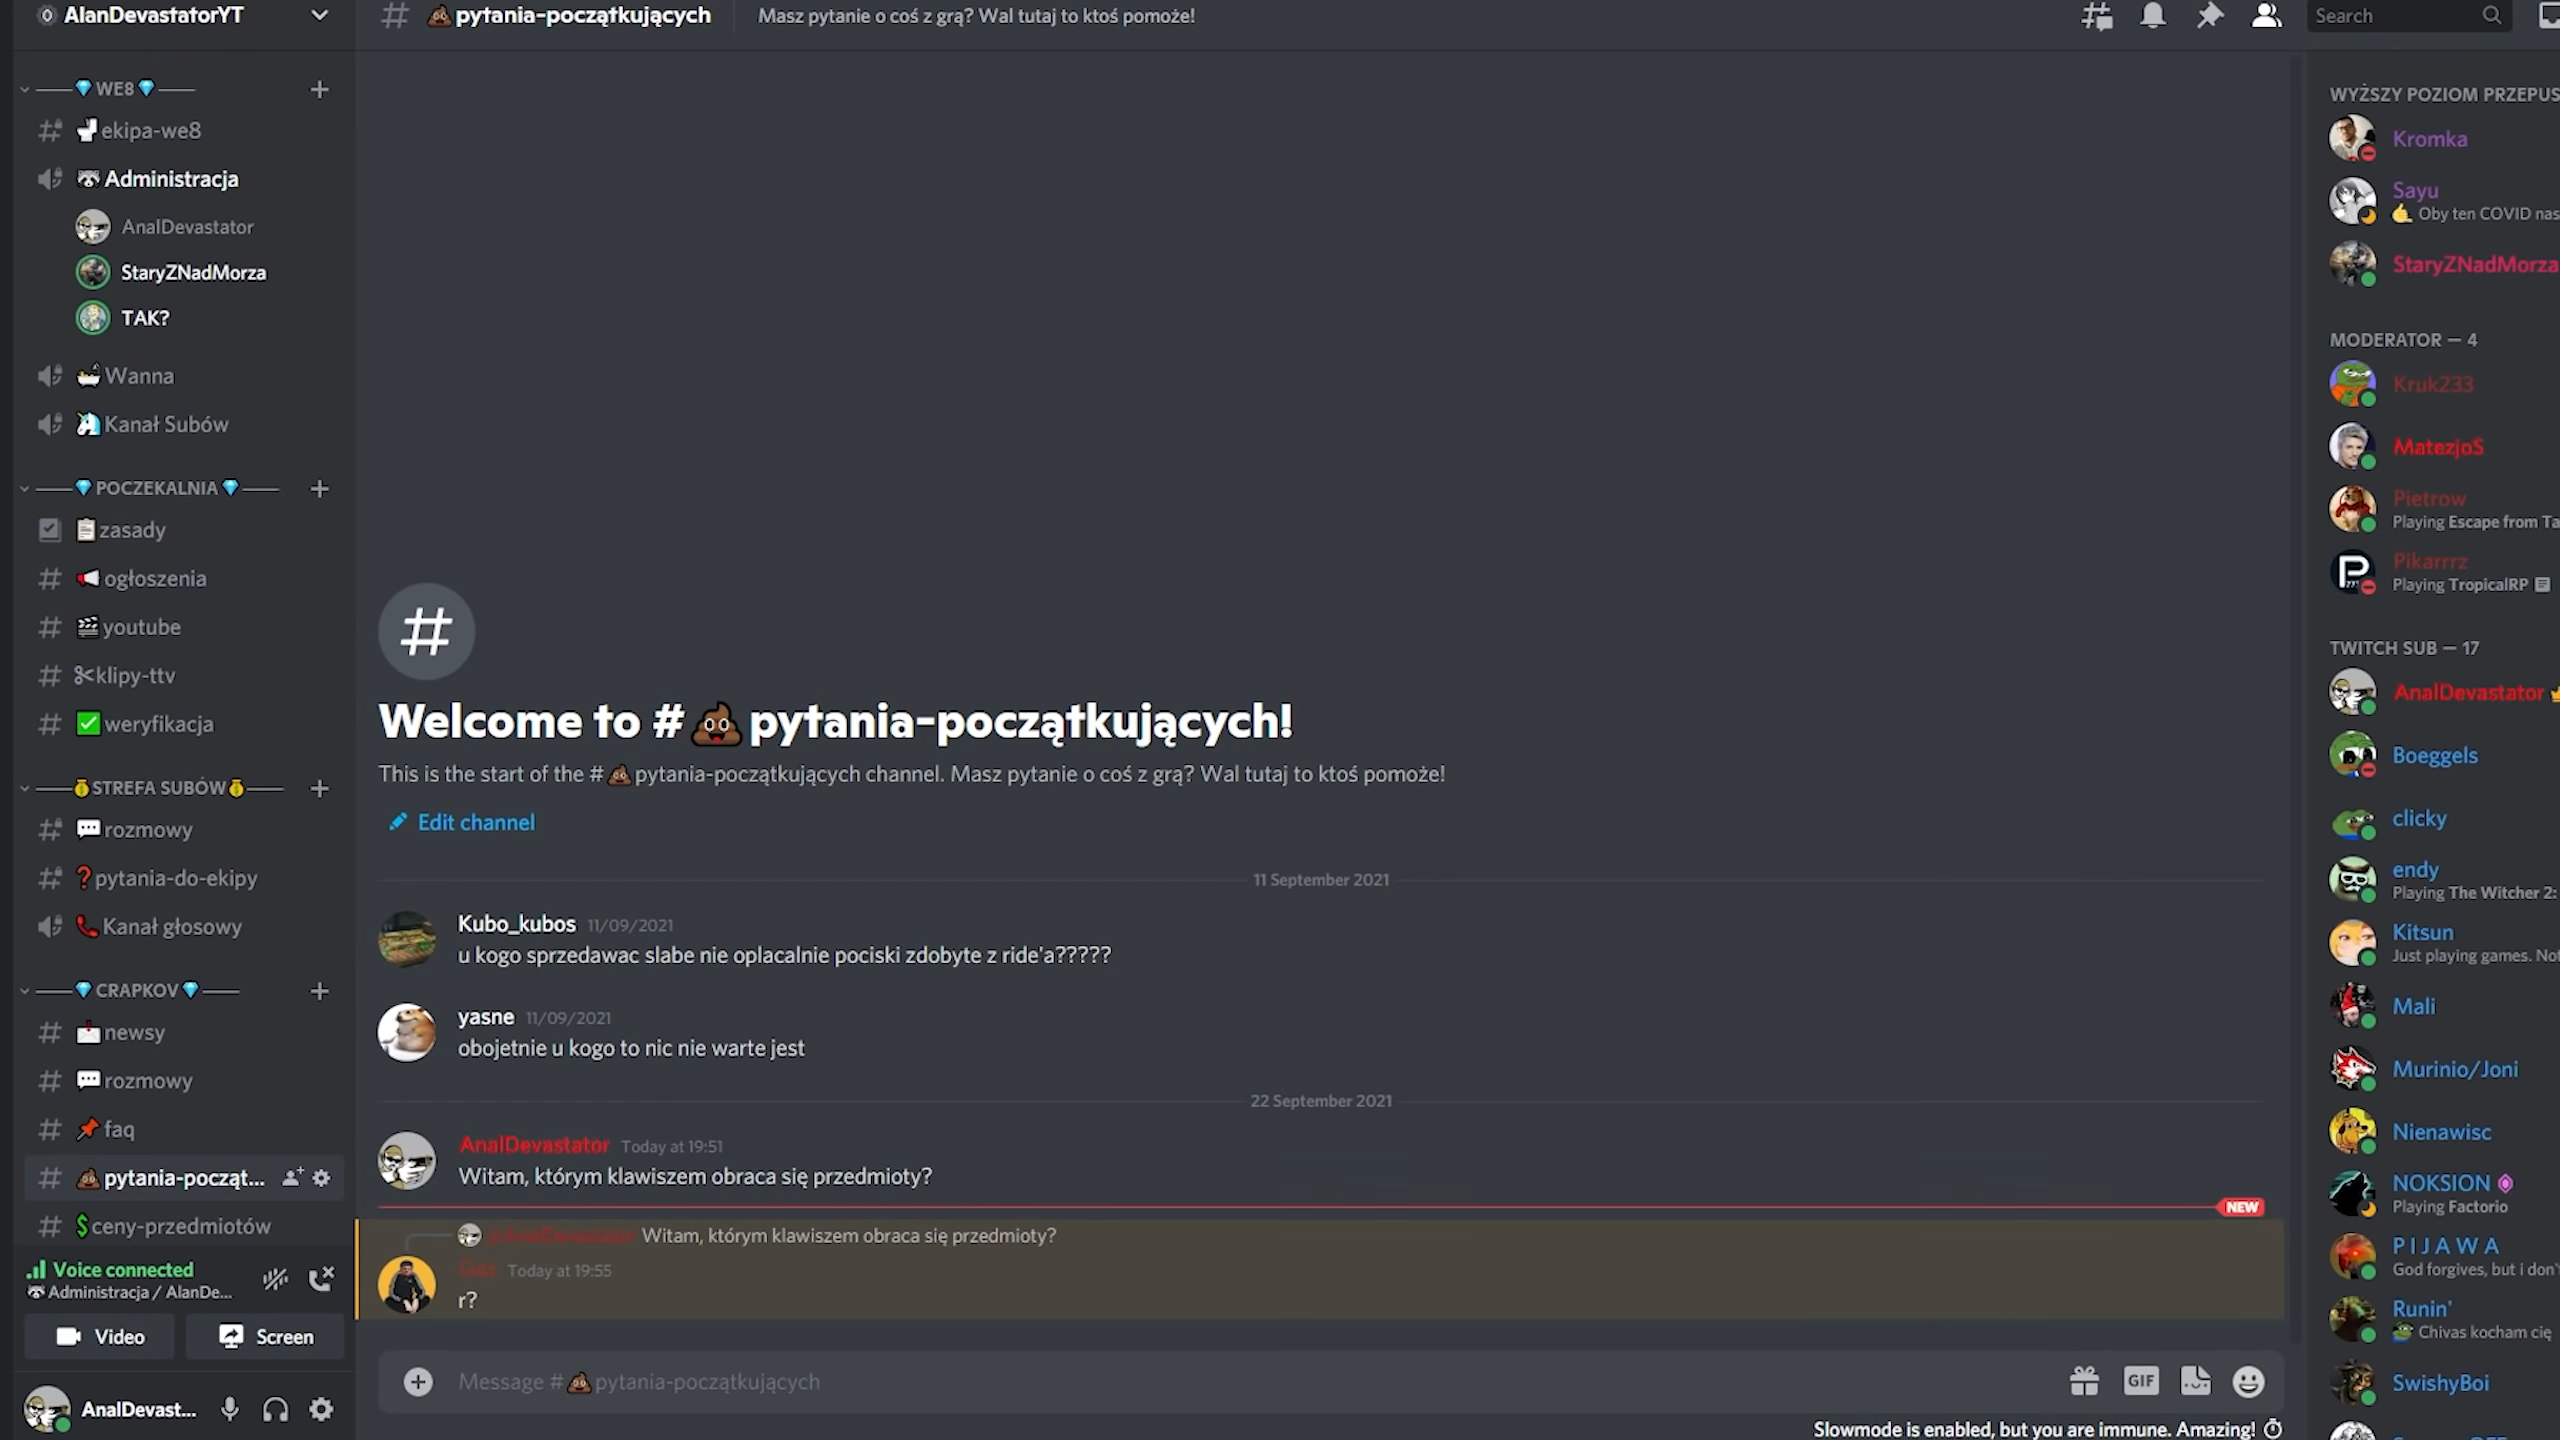 AlanDevastatorYT
WE8
ekipa-we8
Administracja
AnalDevastator
StaryZNadMorza
TAK?
Wanna
Kanał Subów
POCZEKALNIA
zasady
ogłoszenia
youtube
klipy-ttv
weryfikacja
STREFA SUBÓW
rozmowy
pytania-do-ekipy
Kanał głosowy
CRAPKOV
newsy
rozmowy
faq
pytania-począt...
ceny-przedmiotów
Voice connected
Administracja / AlanDe...
Video Screen
AnalDevast...
# 💩pytania-początkujących Masz pytanie o coś z grą? Wal tutaj to ktoś pomoże!
Search
Welcome to #💩pytania-początkujących!
This is the start of the #💩pytania-początkujących channel. Masz pytanie o coś z grą? Wal tutaj to ktoś pomoże!
Edit channel
11 September 2021
Kubo_kubos 11/09/2021
u kogo sprzedawac slabe nie oplacalnie pociski zdobyte z ride'a?????
yasne 11/09/2021
obojetnie u kogo to nic nie warte jest
22 September 2021
AnalDevastator Today at 19:51
Witam, którym klawiszem obraca się przedmioty?
NEW
@AnalDevastator Witam, którym klawiszem obraca się przedmioty?
Gaz Today at 19:55
r?
Message #💩pytania-początkujących
GIF
Slowmode is enabled, but you are immune. Amazing!
WYŻSZY POZIOM PRZEPUS
Kromka
Sayu
Oby ten COVID nas
StaryZNadMorza
MODERATOR — 4
Kruk233
MatezjoS
Pietrow
Playing Escape from Ta
Pikarrrz
Playing TropicalRP
TWITCH SUB — 17
AnalDevastator
Boeggels
clicky
endy
Playing The Witcher 2:
Kitsun
Just playing games. Not
Mali
Murinio/Joni
Nienawisc
NOKSION
Playing Factorio
P I J A W A
God forgives, but i don'
Runin'
Chivas kocham cię
SwishyBoi